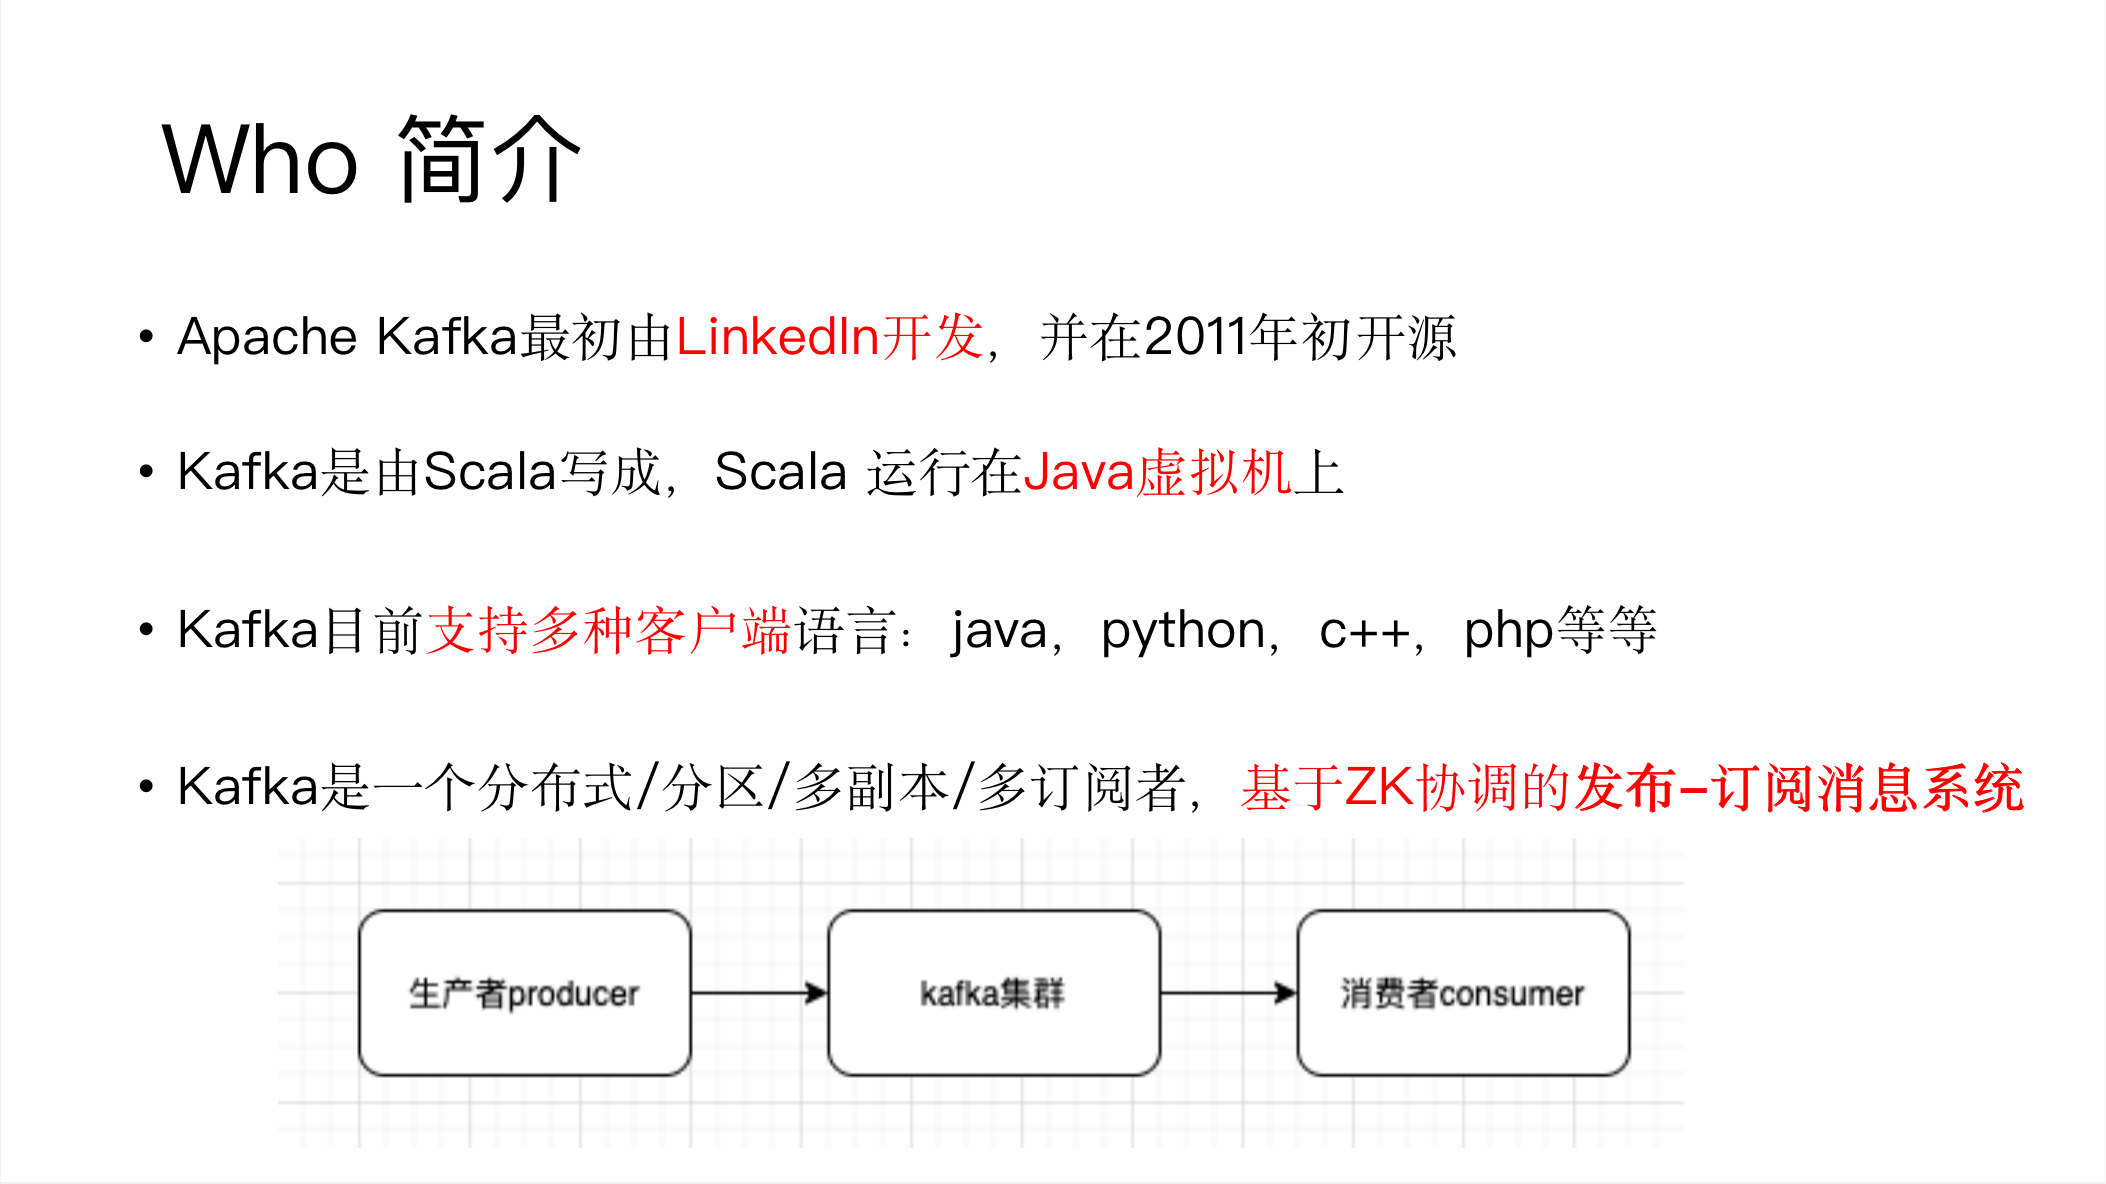 Who 简介
• Apache Kafka最初由LinkedIn开发，并在2011年初开源
• Kafka是由Scala写成，Scala 运行在Java虚拟机上
• Kafka目前支持多种客户端语言：java，python，c++，php等等
• Kafka是一个分布式/分区/多副本/多订阅者，基于ZK协调的发布-订阅消息系统
生产者producer
kafka集群
消费者consumer